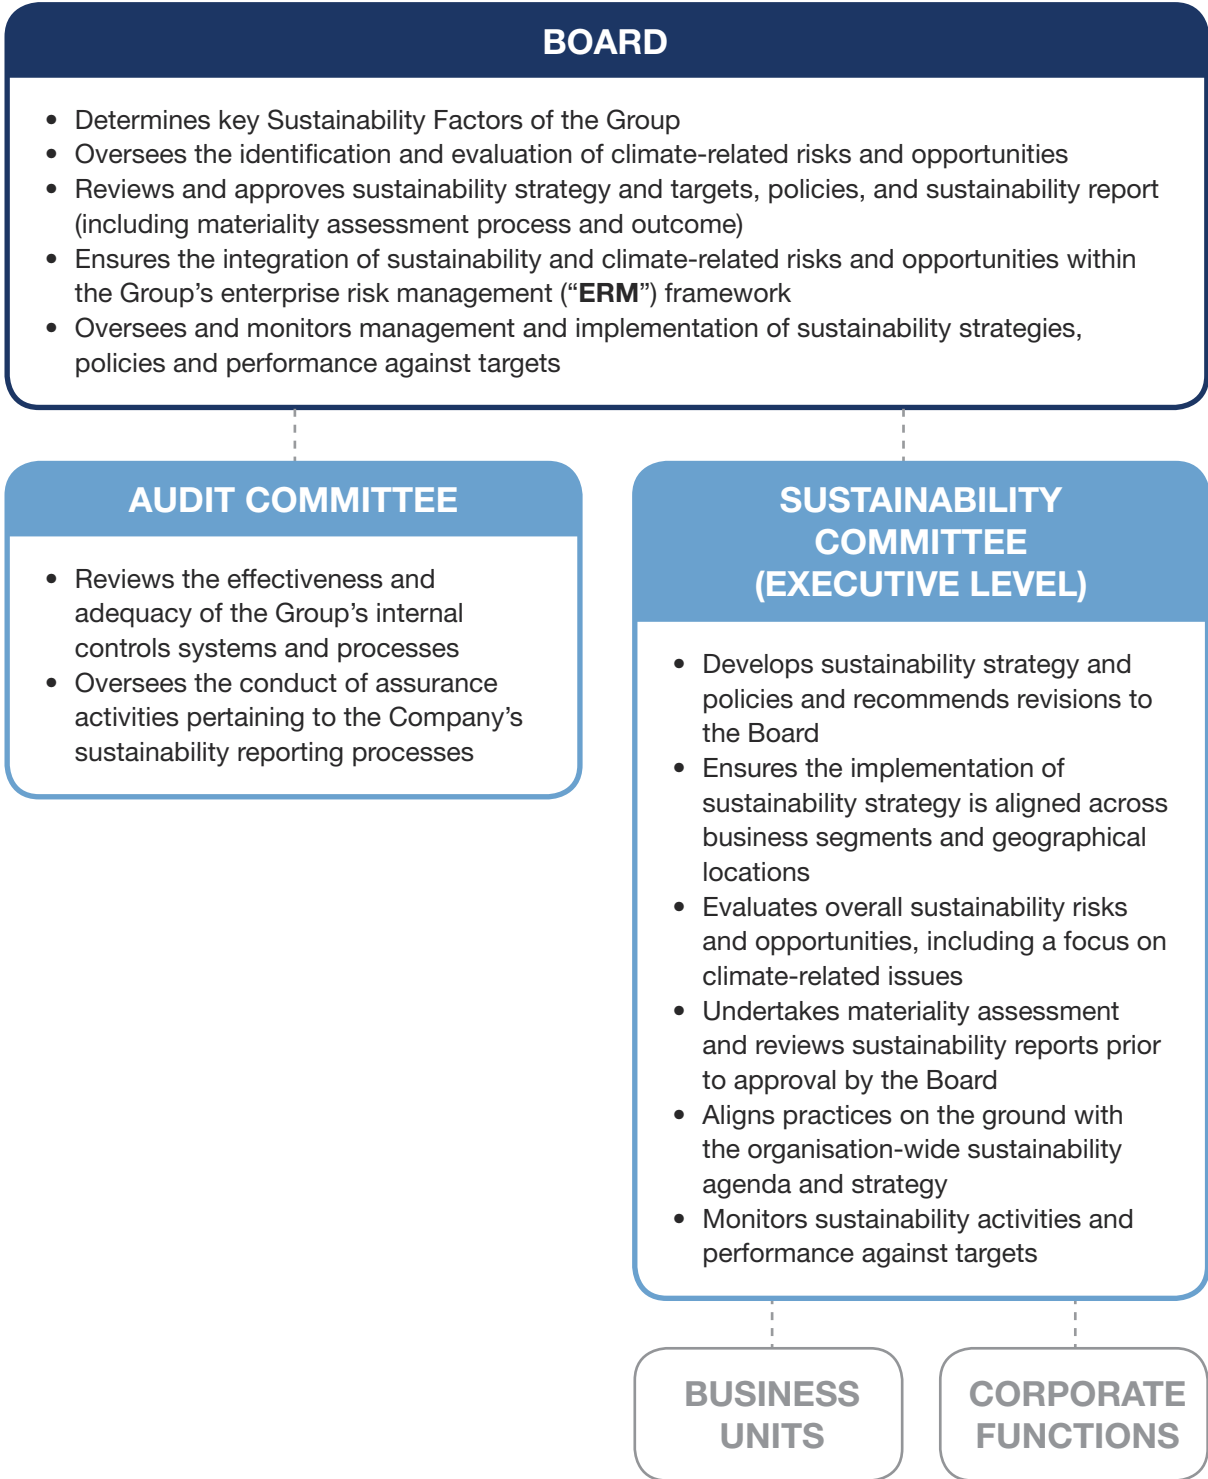 BOARD
• Determines key Sustainability Factors of the Group
• Oversees the identification and evaluation of climate-related risks and opportunities
• Reviews and approves sustainability strategy and targets, policies, and sustainability report
(including materiality assessment process and outcome)
• Ensures the integration of sustainability and climate-related risks and opportunities within
the Group’s enterprise risk management (“ERM”) framework
• Oversees and monitors management and implementation of sustainability strategies,
policies and performance against targets
AUDIT COMMITTEE
• Reviews the effectiveness and
adequacy of the Group’s internal
controls systems and processes
• Oversees the conduct of assurance
activities pertaining to the Company’s
sustainability reporting processes
SUSTAINABILITY
COMMITTEE
(EXECUTIVE LEVEL)
• Develops sustainability strategy and
policies and recommends revisions to
the Board
• Ensures the implementation of
sustainability strategy is aligned across
business segments and geographical
locations
• Evaluates overall sustainability risks
and opportunities, including a focus on
climate-related issues
• Undertakes materiality assessment
and reviews sustainability reports prior
to approval by the Board
• Aligns practices on the ground with
the organisation-wide sustainability
agenda and strategy
• Monitors sustainability activities and
performance against targets
BUSINESS
UNITS
CORPORATE
FUNCTIONS